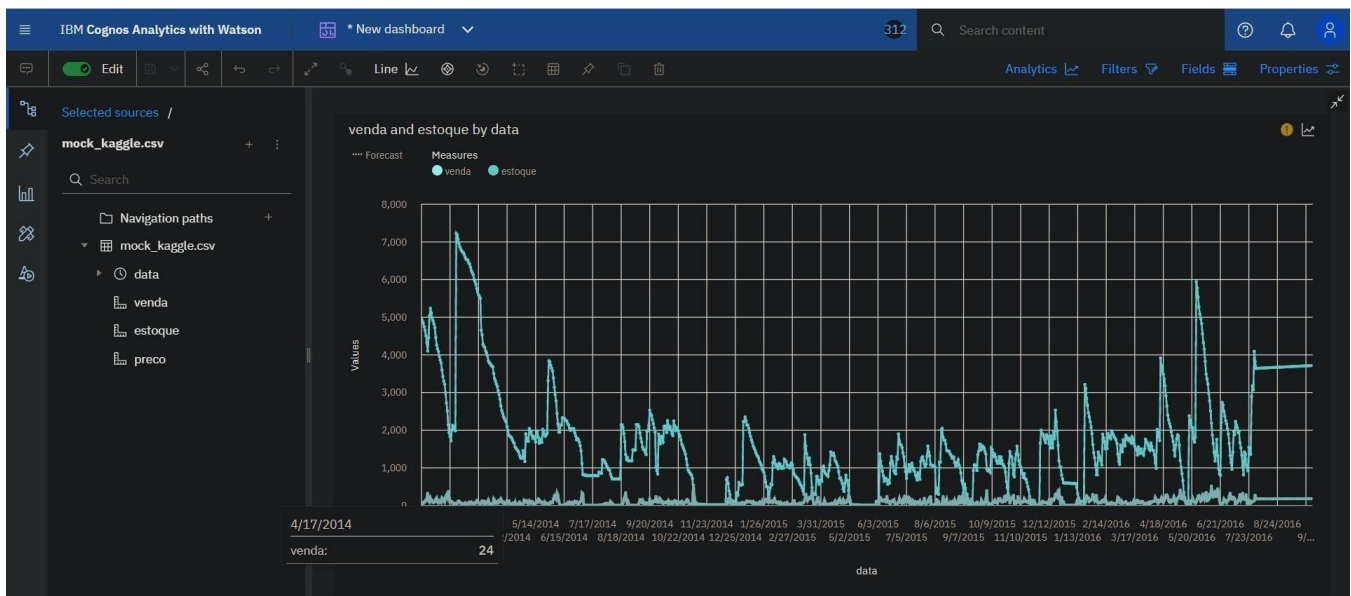 IBM Cognos Analytics with Watson
* New dashboard
312
Search content
Edit
Line
Analytics
Filters
Fields
Properties
Selected sources /
mock_kaggle.csv
Search
Navigation paths
mock_kaggle.csv
data
venda
estoque
preco
venda and estoque by data
Forecast
Measures
venda
estoque
Values
8,000
7,000
6,000
5,000
4,000
3,000
2,000
1,000
0
5/14/2014 7/17/2014 9/20/2014 11/23/2014 1/26/2015 3/31/2015 6/3/2015 8/6/2015 10/9/2015 12/12/2015 2/14/2016 4/18/2016 6/21/2016 8/24/2016
/2014 6/15/2014 8/18/2014 10/22/2014 12/25/2014 2/27/2015 5/2/2015 7/5/2015 9/7/2015 11/10/2015 1/13/2016 3/17/2016 5/20/2016 7/23/2016 9/...
data
4/17/2014
venda: 24